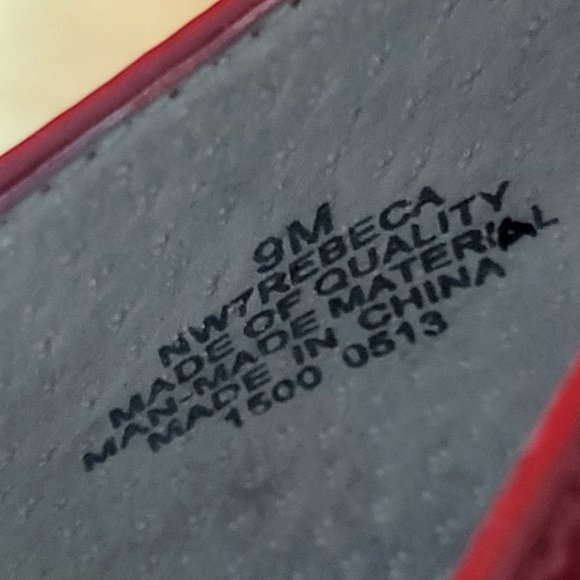 9M
NW7REBECA
MADE OF QUALITY
MAN-MADE MATERIAL
MADE IN CHINA
1500 0513